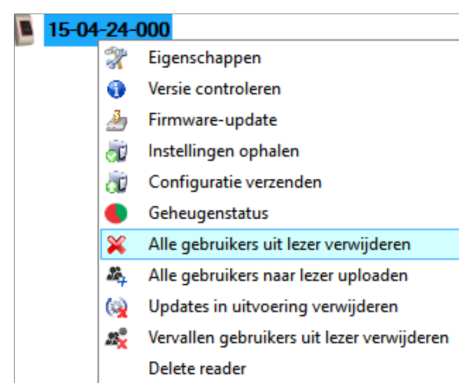 15-04-24-000
Eigenschappen
Versie controleren
Firmware-update
Instellingen ophalen
Configuratie verzenden
Geheugenstatus
Alle gebruikers uit lezer verwijderen
Alle gebruikers naar lezer uploaden
Updates in uitvoering verwijderen
Vervallen gebruikers uit lezer verwijderen
Delete reader